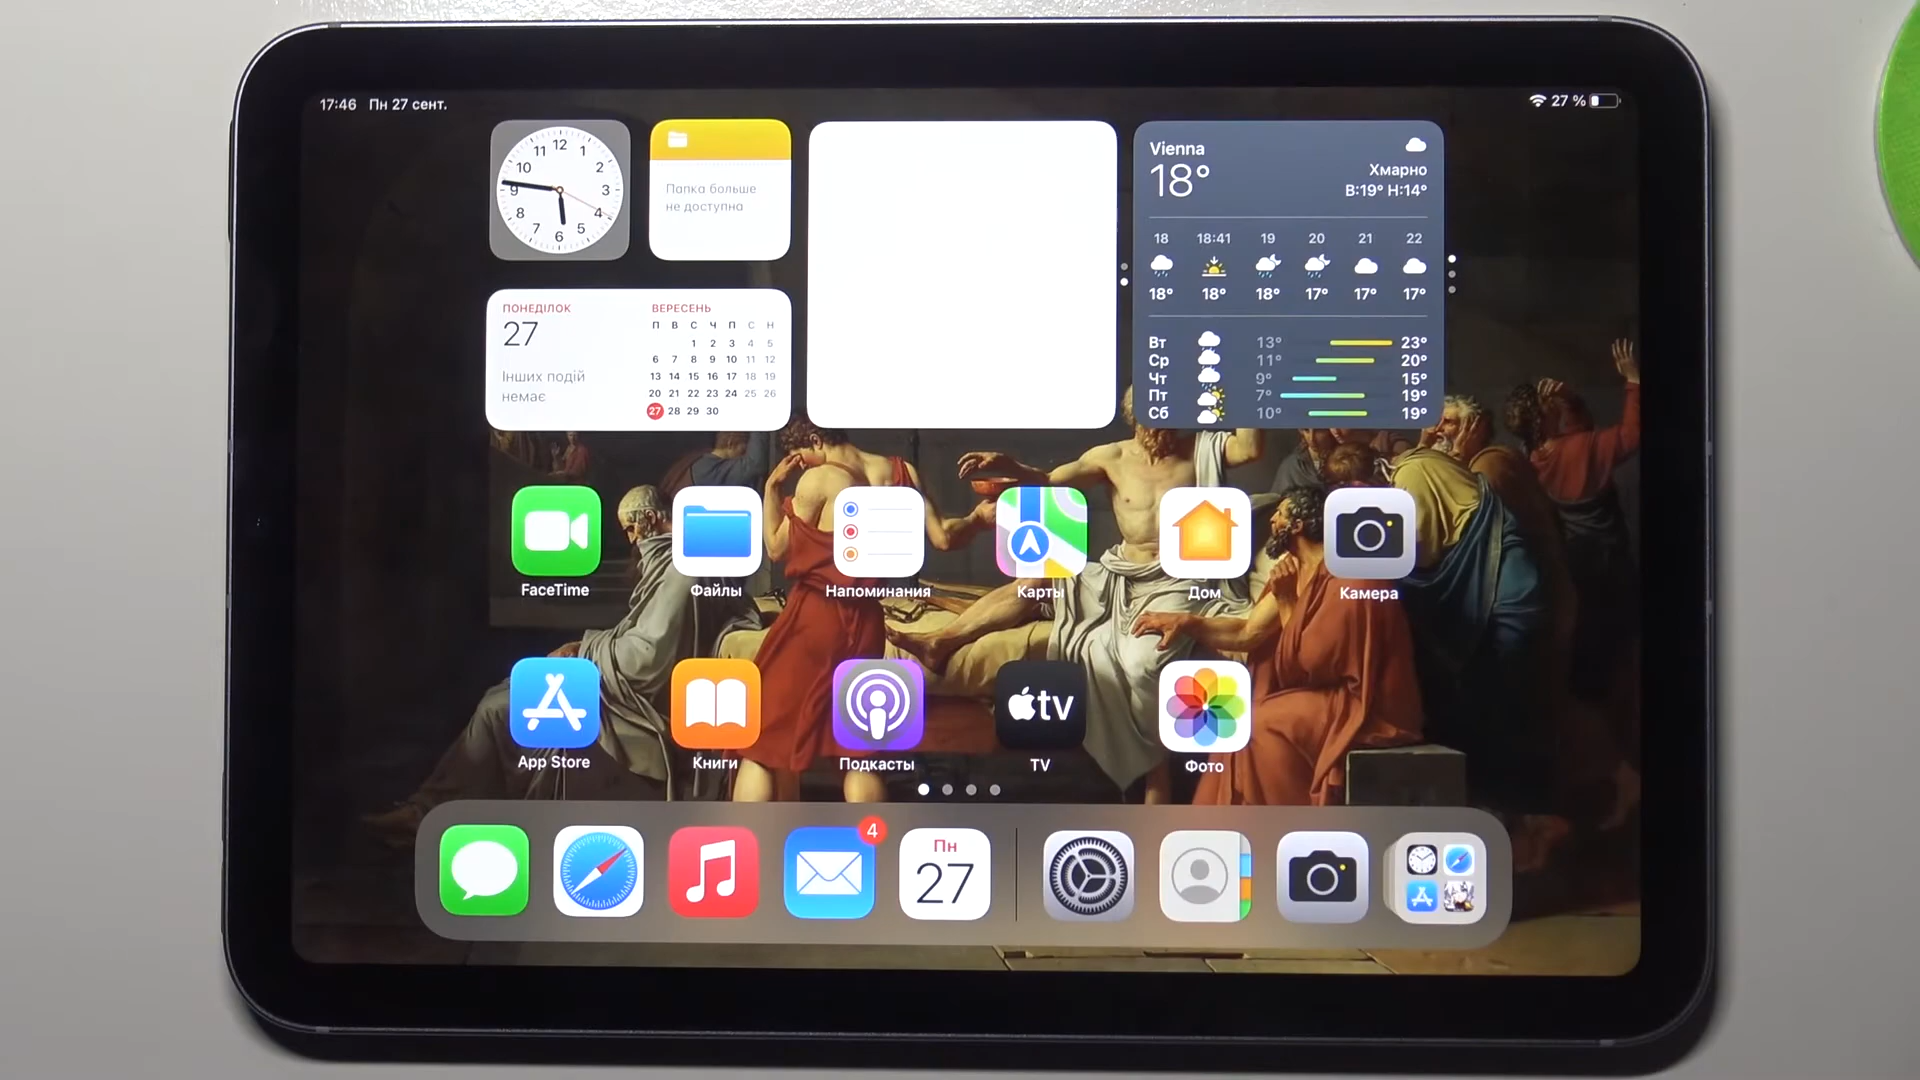 17:46 Пн 27 сент.
27 %
12
11 1
10 2
9 3
8 4
7 5
6
Папка больше
не доступна
ПОНЕДІЛОК
27
Інших подій
немає
ВЕРЕСЕНЬ
П В С Ч П С Н
1 2 3 4 5
6 7 8 9 10 11 12
13 14 15 16 17 18 19
20 21 22 23 24 25 26
27 28 29 30
Vienna
18°
Хмарно
В:19° Н:14°
18 18:41 19 20 21 22
18° 18° 18° 17° 17° 17°
Вт 13° 23°
Ср 11° 20°
Чт 9° 15°
Пт 7° 19°
Сб 10° 19°
FaceTime
Файлы
Напоминания
Карты
Дом
Камера
tv
App Store
Книги
Подкасты
TV
Фото
4
Пн
27